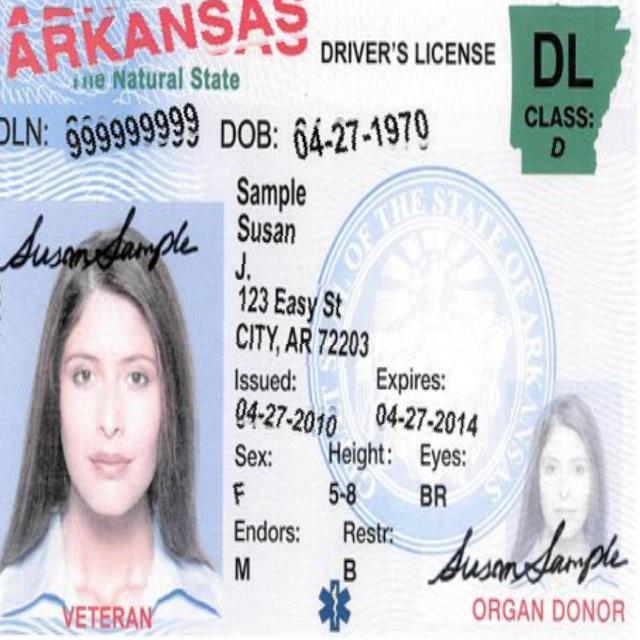 ARKANSAS
The Natural State
DRIVER'S LICENSE
DL
CLASS:
D
DLN: 999999999 DOB: 04-27-1970
Sample
Susan
J.
123 Easy St
CITY, AR 72203
Issued: Expires:
04-27-2010 04-27-2014
Sex: Height: Eyes:
F 5-8 BR
Endors: Restr:
M B
Susan Sample
VETERAN
Susan Sample
ORGAN DONOR
OF THE STATE OF ARKANSAS